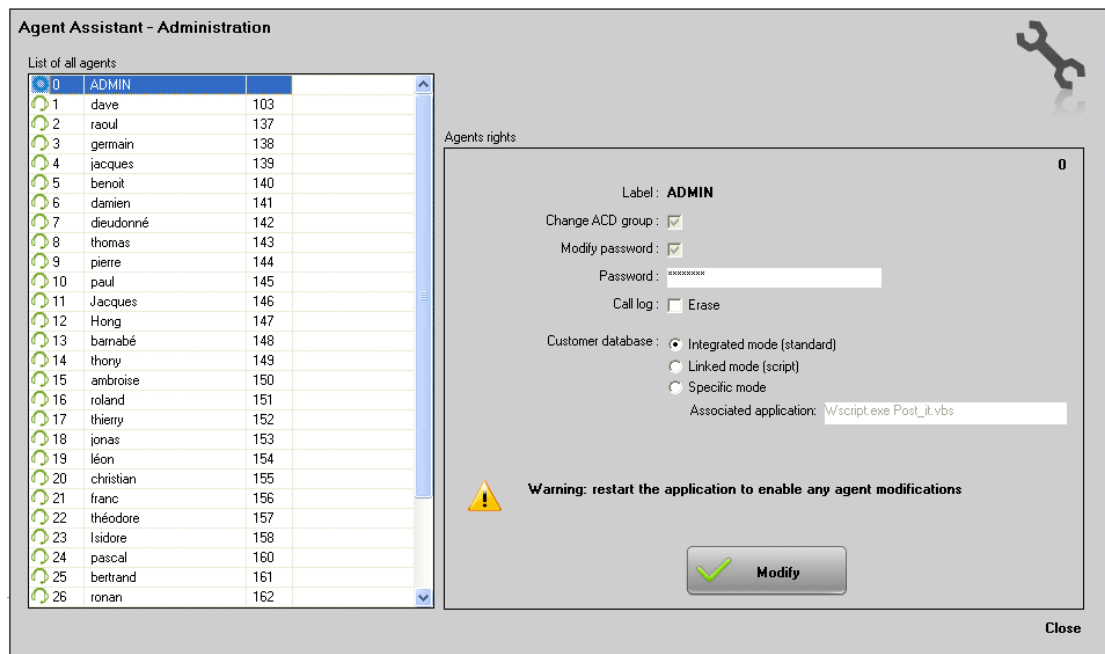 Agent Assistant - Administration
List of all agents
0 ADMIN
1 dave 103
2 raoul 137
3 germain 138
4 jacques 139
5 benoit 140
6 damien 141
7 dieudonné 142
8 thomas 143
9 pierre 144
10 paul 145
11 Jacques 146
12 Hong 147
13 barnabé 148
14 thony 149
15 ambroise 150
16 roland 151
17 thierry 152
18 jonas 153
19 léon 154
20 christian 155
21 franc 156
22 théodore 157
23 Isidore 158
24 pascal 160
25 bertrand 161
26 ronan 162
Agents rights
0
Label : ADMIN
Change ACD group :
Modify password :
Password : ********
Call log : Erase
Customer database : Integrated mode (standard)
Linked mode (script)
Specific mode
Associated application: Wscript.exe Post_it.vbs
Warning: restart the application to enable any agent modifications
Modify
Close